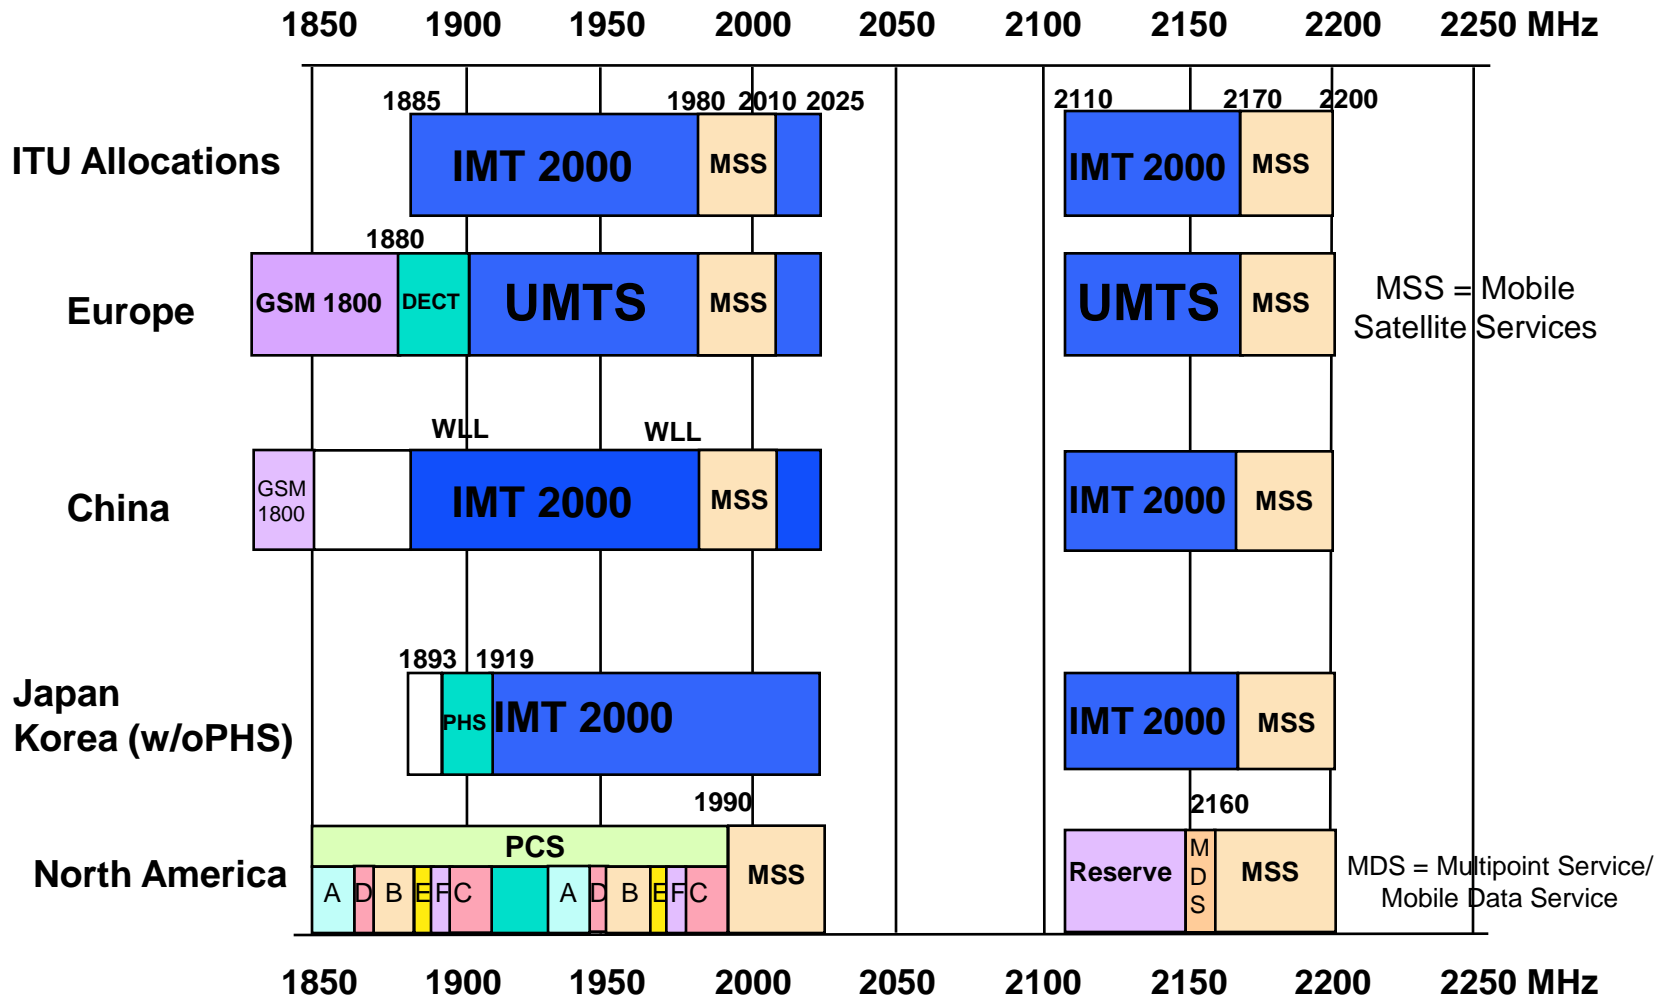 1850 1900 1950 2000 2050 2100 2150 2200 2250 MHz
1885 1980 2010 2025 2110 2170 2200
ITU Allocations IMT 2000 MSS IMT 2000 MSS
1880
Europe GSM 1800 DECT UMTS MSS UMTS MSS
MSS = Mobile
Satellite Services
WLL WLL
China GSM
1800 IMT 2000 MSS IMT 2000 MSS
1893 1919
Japan
Korea (w/oPHS) PHS IMT 2000 IMT 2000 MSS
1990 2160
PCS
North America A D B E F C A D B E F C MSS Reserve M
D
S MSS
MDS = Multipoint Service/
Mobile Data Service
1850 1900 1950 2000 2050 2100 2150 2200 2250 MHz